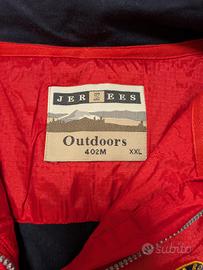 JERZEES
Outdoors
402M XXL
subito